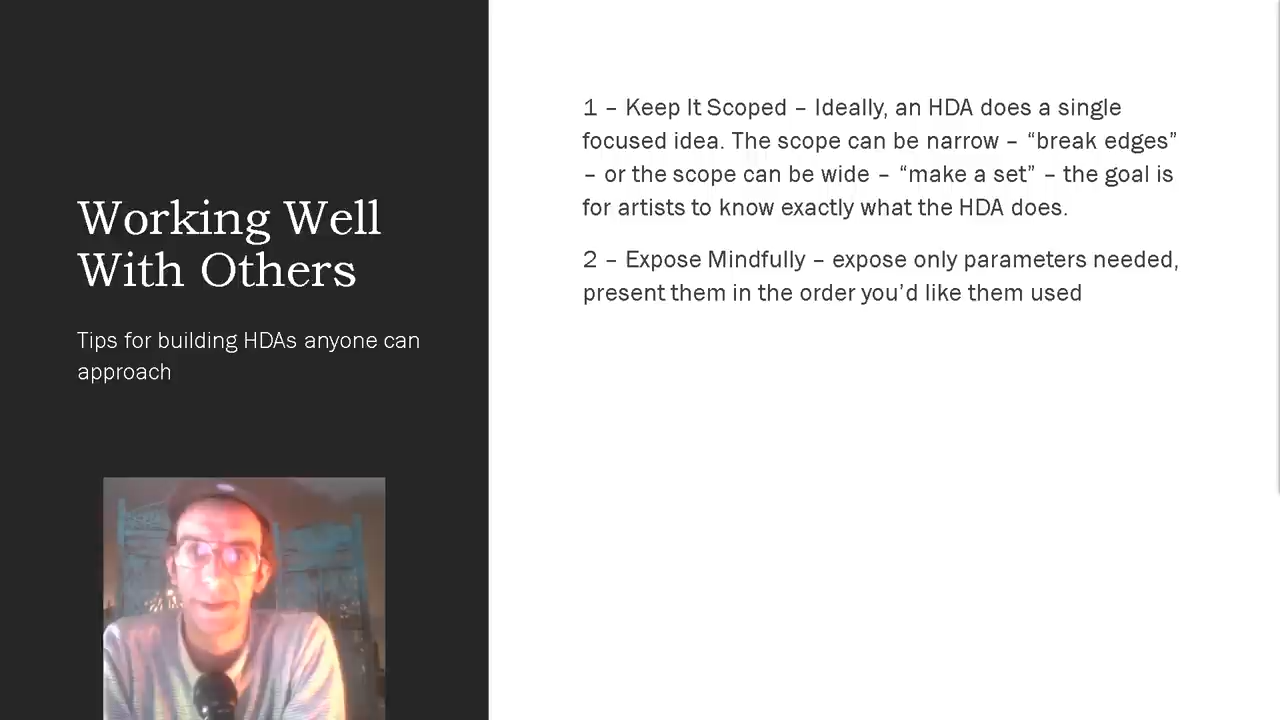 Working Well
With Others
Tips for building HDAs anyone can
approach
1 – Keep It Scoped – Ideally, an HDA does a single
focused idea. The scope can be narrow – “break edges”
– or the scope can be wide – “make a set” – the goal is
for artists to know exactly what the HDA does.
2 – Expose Mindfully – expose only parameters needed,
present them in the order you’d like them used